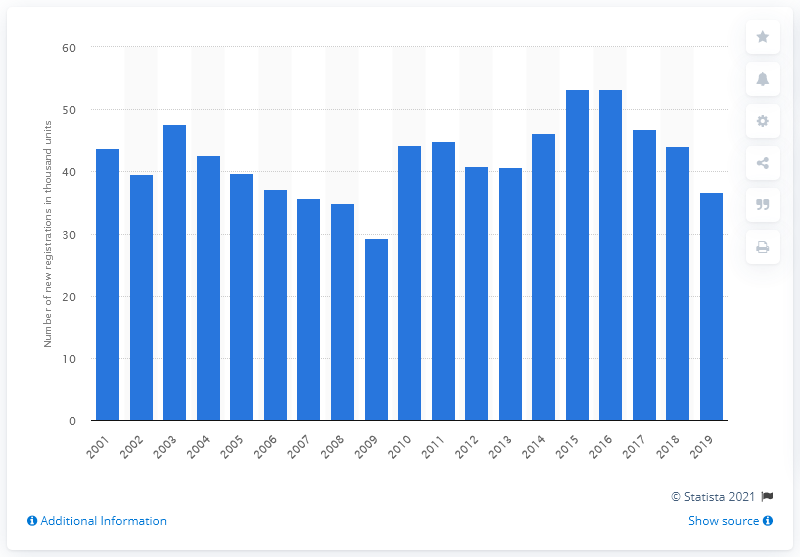 60
50
40
30
20
10
0
Number of new registrations in thousand units
2001 2002 2003 2004 2005 2006 2007 2008 2009 2010 2011 2012 2013 2014 2015 2016 2017 2018 2019
© Statista 2021
Additional Information Show source